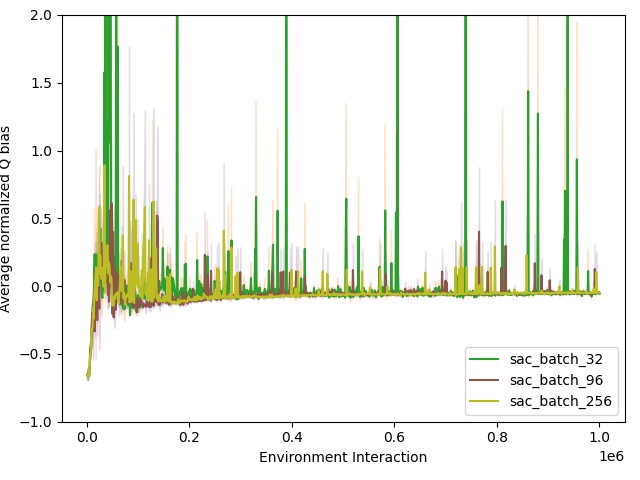 2.0
1.5
1.0
0.5
0.0
−0.5
−1.0
Average normalized Q bias
0.0
0.2
0.4
0.6
0.8
1.0
1e6
Environment Interaction
sac_batch_32
sac_batch_96
sac_batch_256